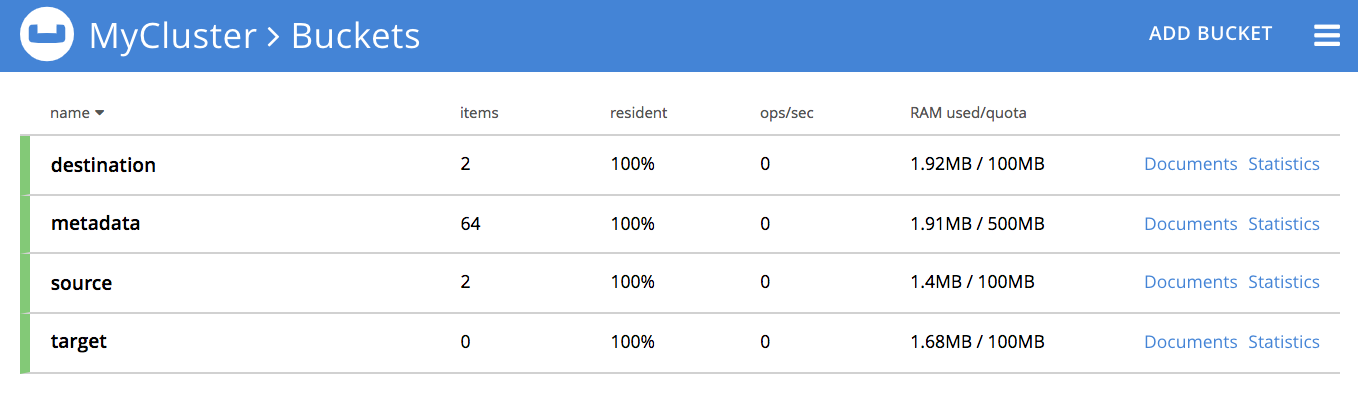 MyCluster > Buckets ADD BUCKET
name items resident ops/sec RAM used/quota
destination 2 100% 0 1.92MB / 100MB Documents Statistics
metadata 64 100% 0 1.91MB / 500MB Documents Statistics
source 2 100% 0 1.4MB / 100MB Documents Statistics
target 0 100% 0 1.68MB / 100MB Documents Statistics